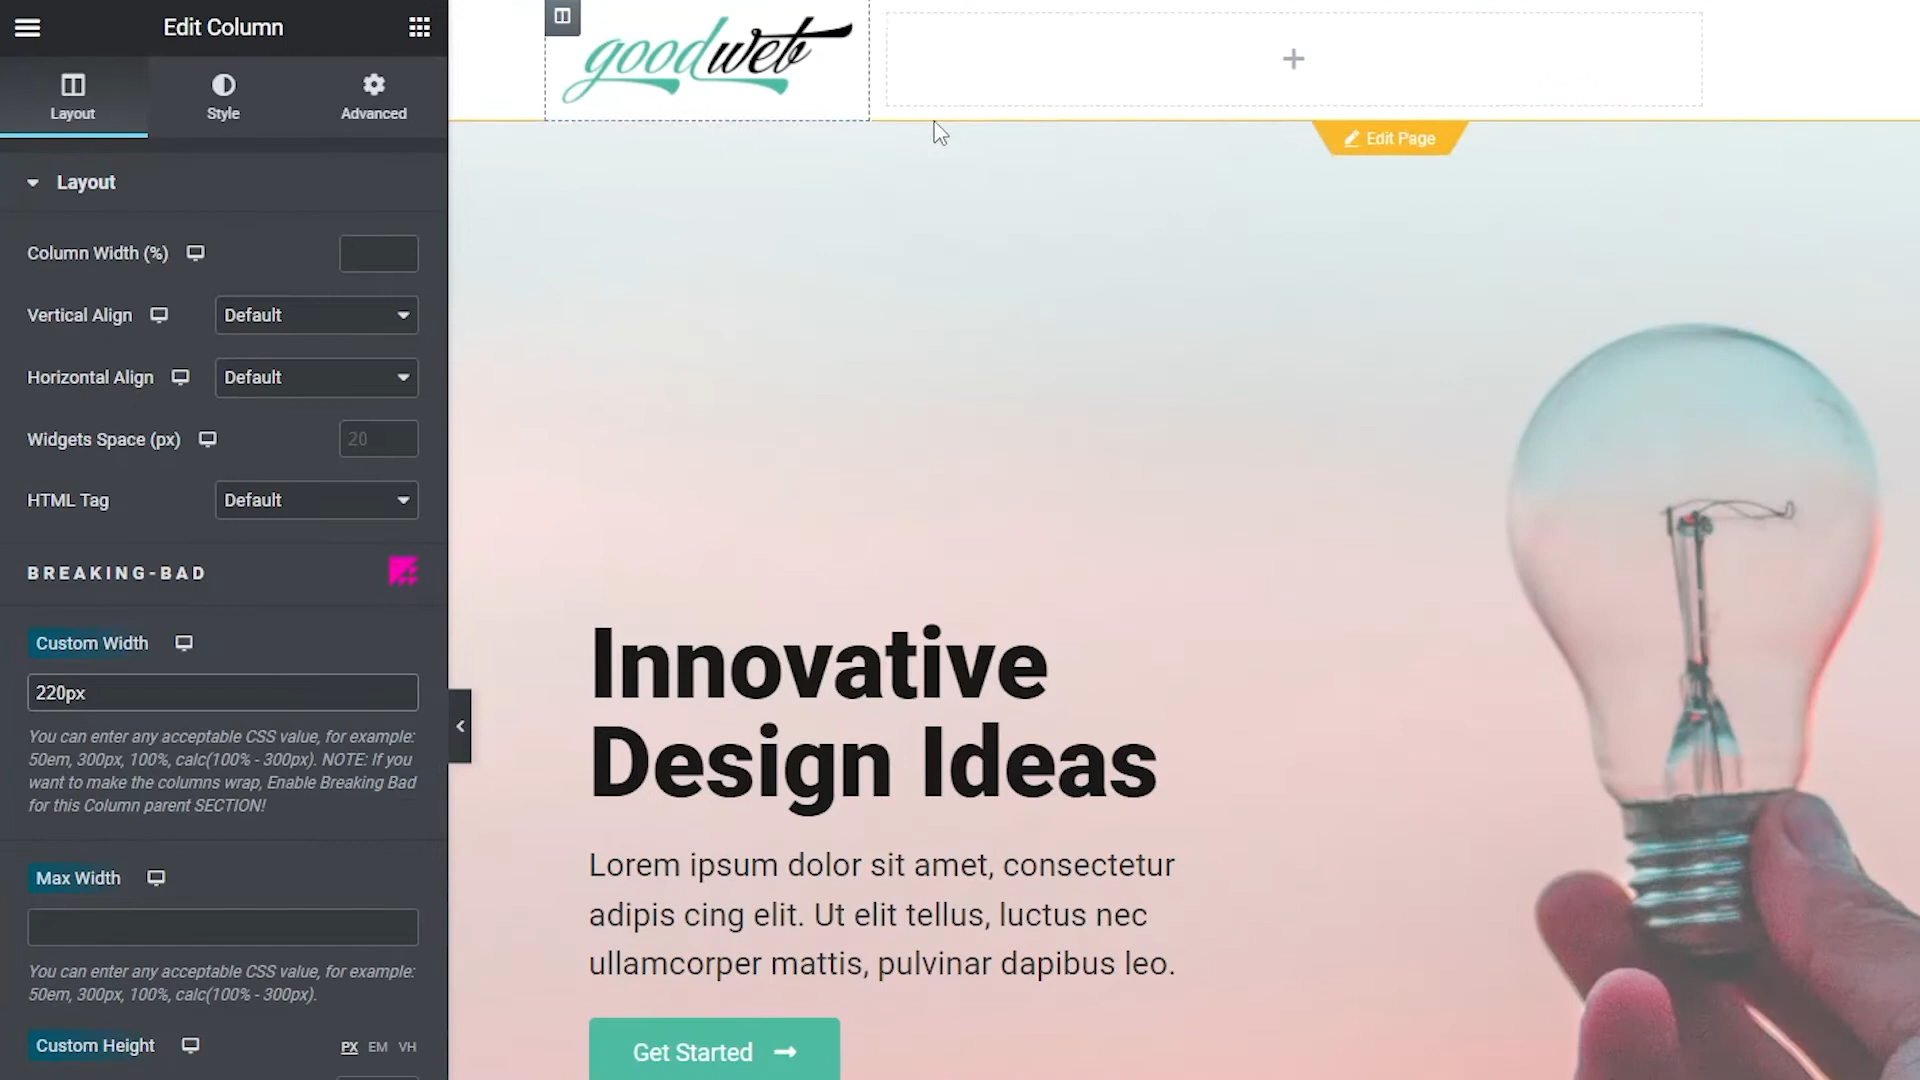 Edit Column
Layout
Style
Advanced
Layout
Column Width (%)
Vertical Align
Default
Horizontal Align
Default
Widgets Space (px)
20
HTML Tag
Default
BREAKING-BAD
Custom Width
220px
You can enter any acceptable CSS value, for example:
50em, 300px, 100%, calc(100% - 300px). NOTE: If you
want to make the columns wrap, Enable Breaking Bad
for this Column parent SECTION!
Max Width
You can enter any acceptable CSS value, for example:
50em, 300px, 100%, calc(100% - 300px).
Custom Height
PX EM VH
goodweb
Edit Page
Innovative
Design Ideas
Lorem ipsum dolor sit amet, consectetur
adipis cing elit. Ut elit tellus, luctus nec
ullamcorper mattis, pulvinar dapibus leo.
Get Started